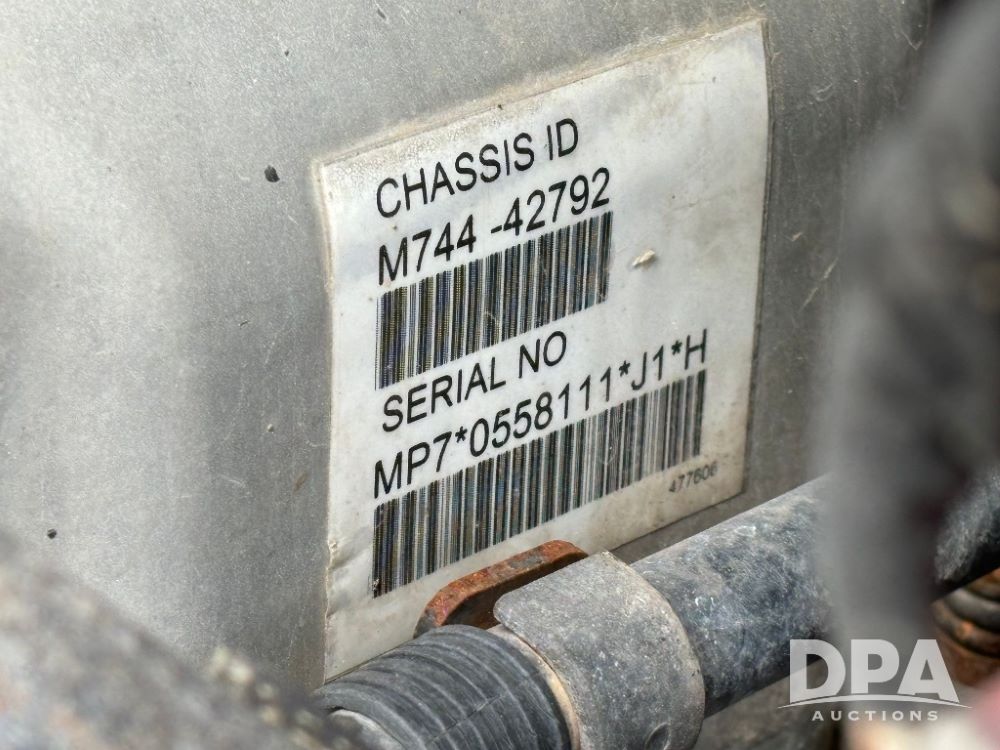 CHASSIS ID
M744 -42792
SERIAL NO
MP7*0558111*J1*H
477606
DPA
AUCTIONS